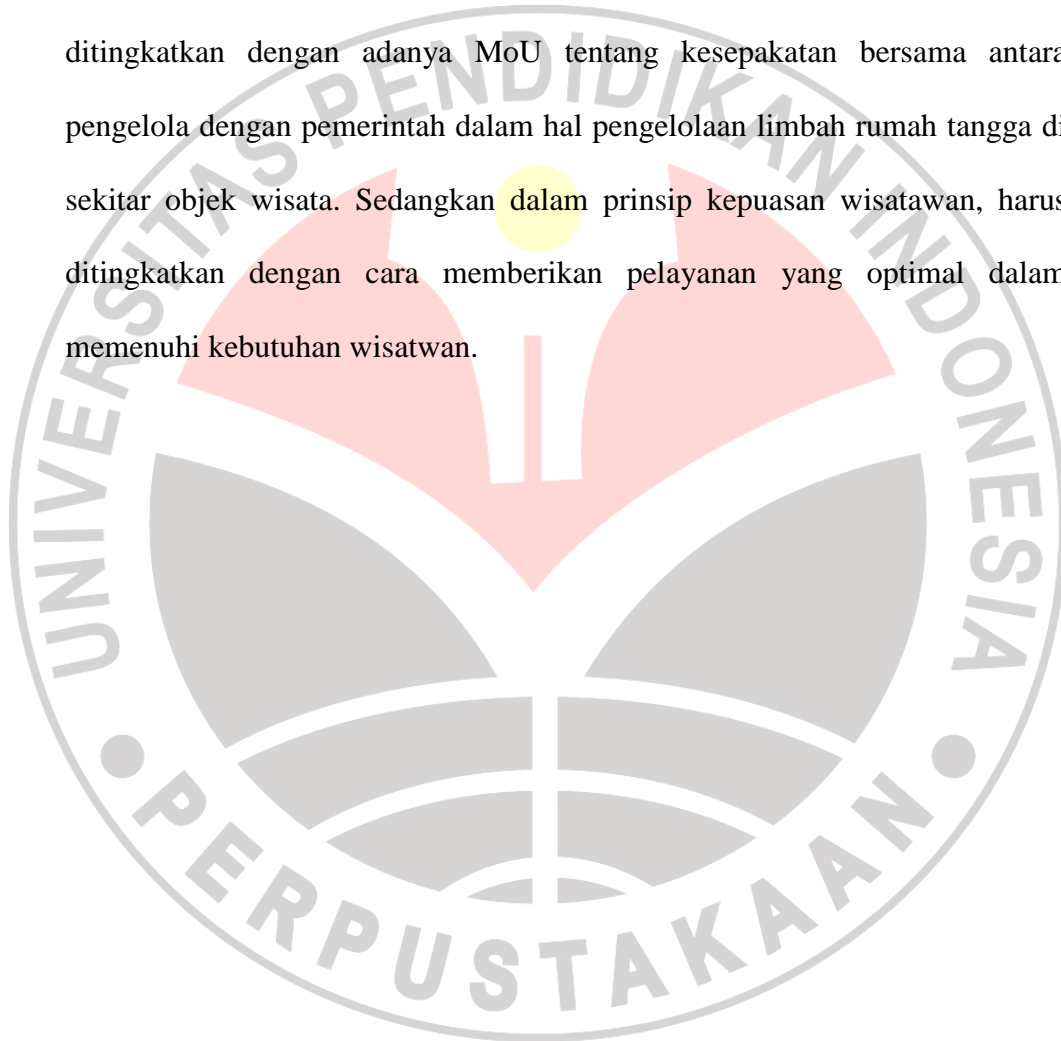 ditingkatkan dengan adanya MoU tentang kesepakatan bersama antara
pengelola dengan pemerintah dalam hal pengelolaan limbah rumah tangga di
sekitar objek wisata. Sedangkan dalam prinsip kepuasan wisatawan, harus
ditingkatkan dengan cara memberikan pelayanan yang optimal dalam
memenuhi kebutuhan wisatwan.
UNIVERSITAS PENDIDIKAN INDONESIA
PERPUSTAKAAN